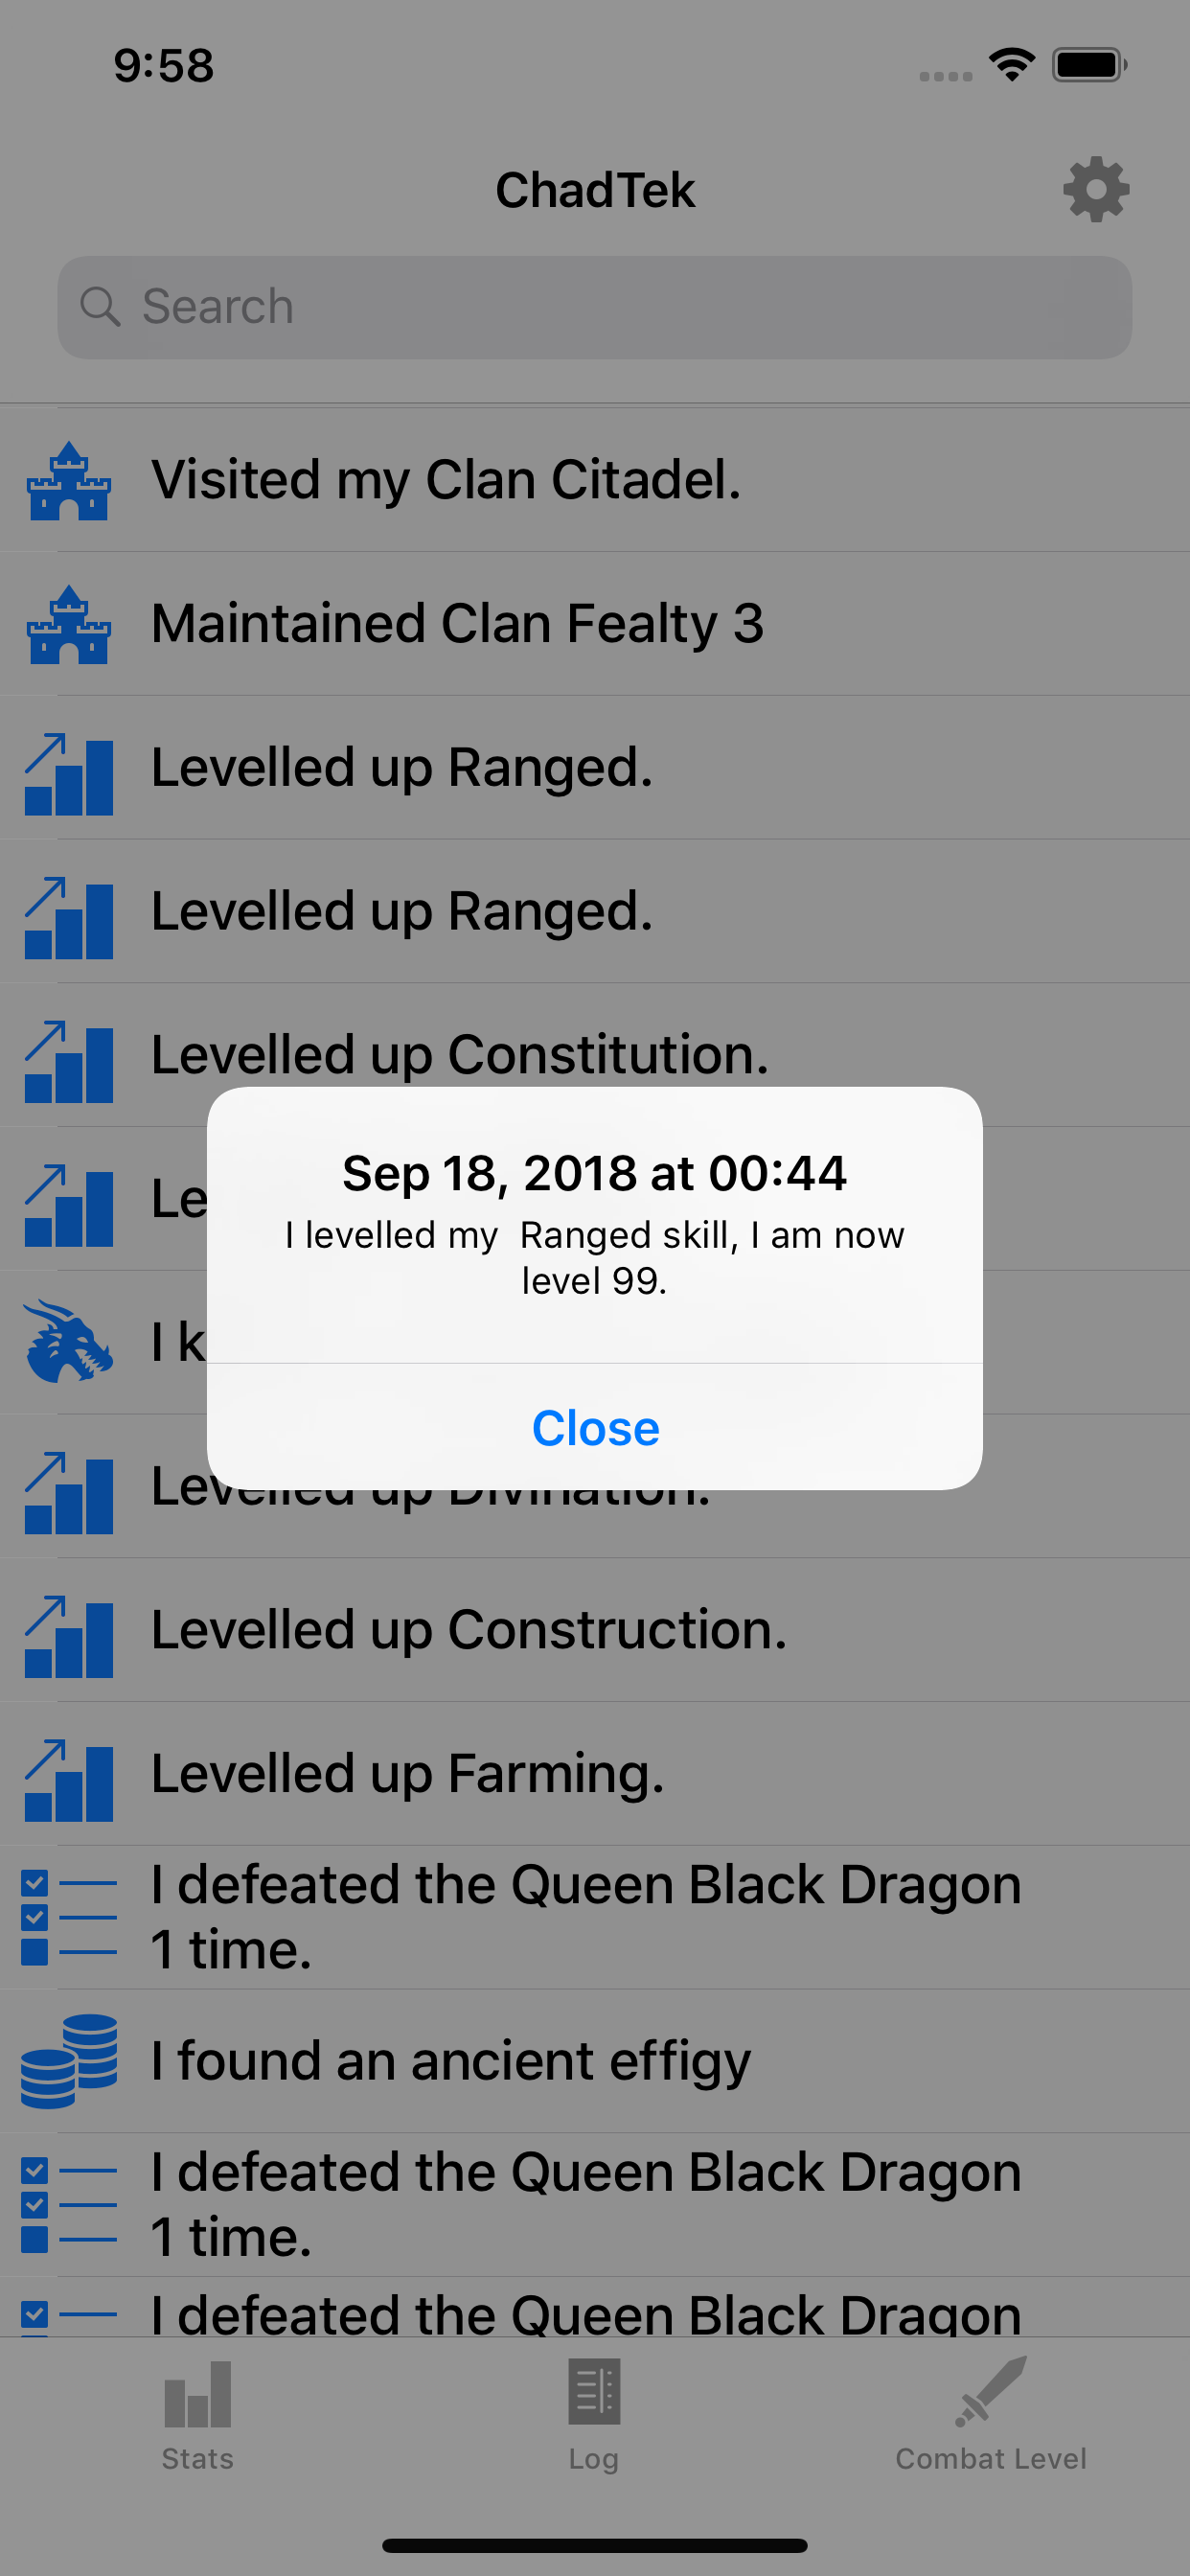 9:58
ChadTek
Search
Visited my Clan Citadel.
Maintained Clan Fealty 3
Levelled up Ranged.
Levelled up Ranged.
Levelled up Constitution.
Sep 18, 2018 at 00:44
I levelled my  Ranged skill, I am now
level 99.
Close
Levelled up Divination.
Levelled up Construction.
Levelled up Farming.
I defeated the Queen Black Dragon
1 time.
I found an ancient effigy
I defeated the Queen Black Dragon
1 time.
I defeated the Queen Black Dragon
Stats
Log
Combat Level